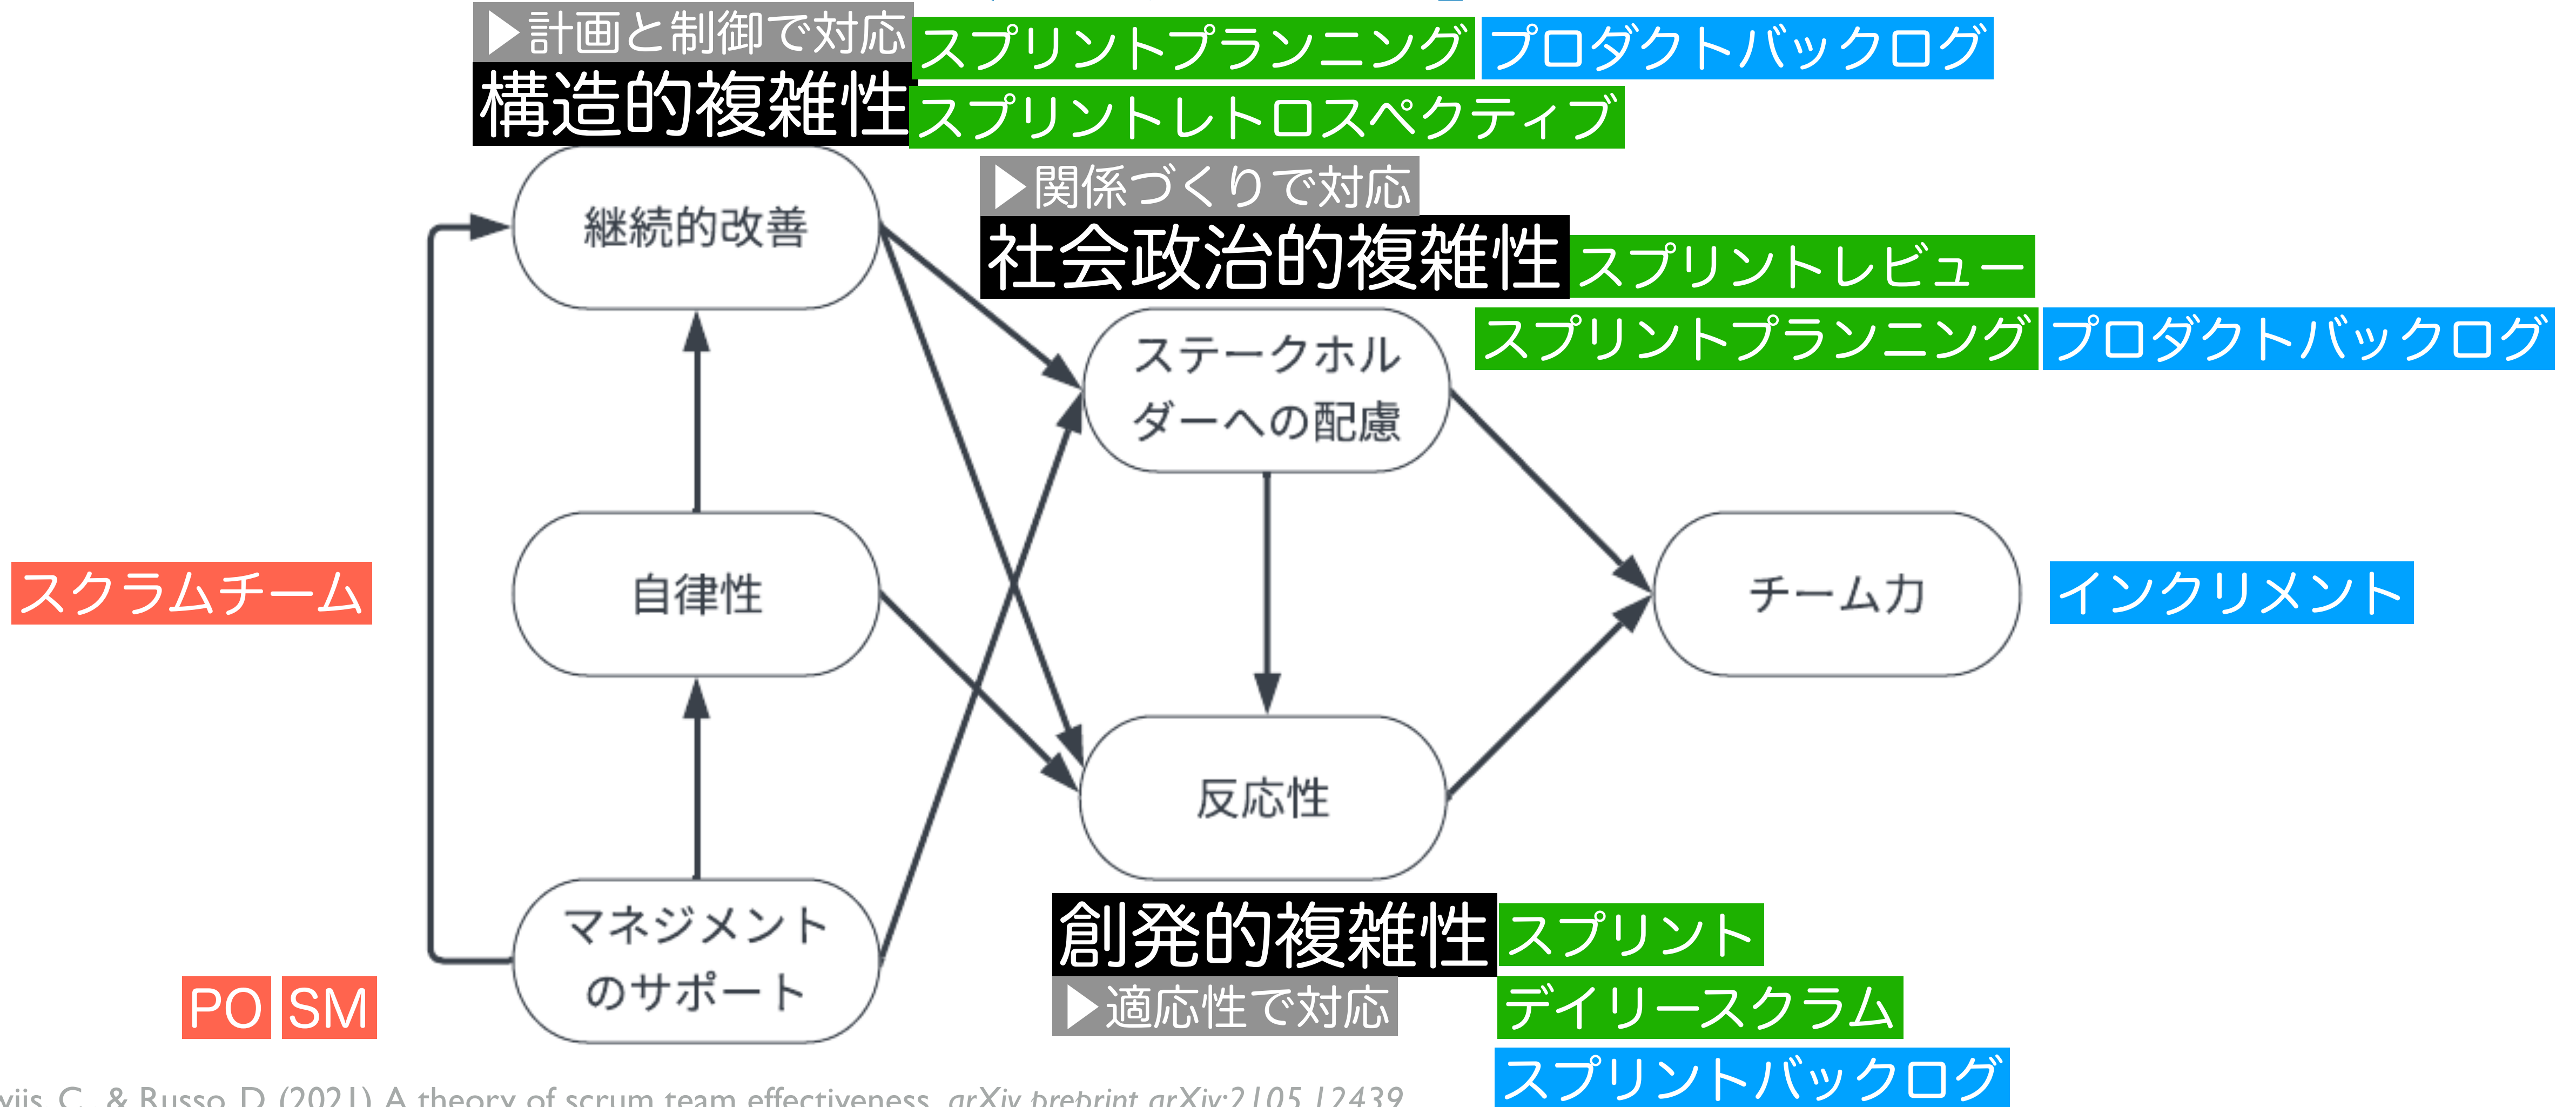 ▶計画と制御で対応
スプリントプランニング プロダクトバックログ
構造的複雑性
スプリントレトロスペクティブ
▶関係づくりで対応
継続的改善
社会政治的複雑性
スプリントレビュー
スプリントプランニング プロダクトバックログ
ステークホル
ダーへの配慮
スクラムチーム
自律性
チーム力
インクリメント
反応性
マネジメント
のサポート
PO SM
創発的複雑性
スプリント
▶適応性で対応
デイリースクラム
スプリントバックログ
C., & Russo, D. (2021). A theory of scrum team effectiveness. arXiv preprint arXiv:2105.12439